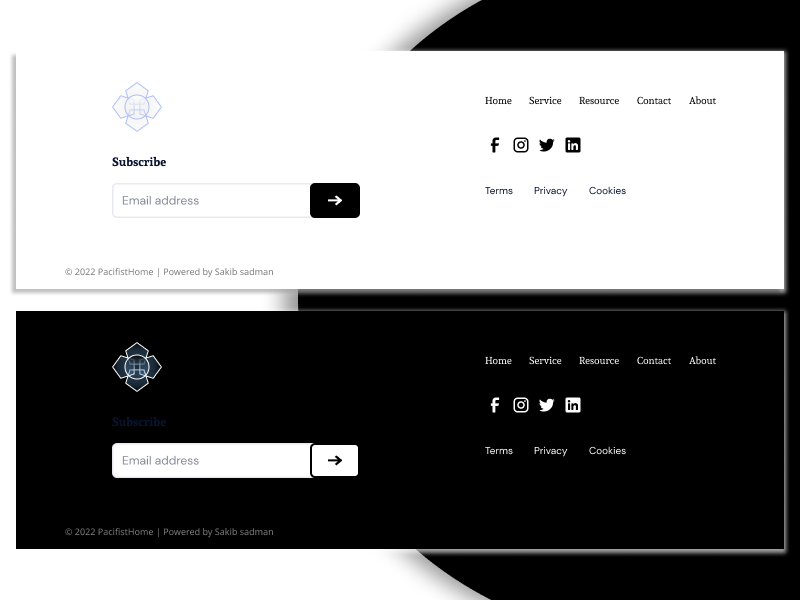 Home Service Resource Contact About
Subscribe
Email address
Terms Privacy Cookies
© 2022 PacifistHome | Powered by Sakib sadman
Home Service Resource Contact About
Subscribe
Email address
Terms Privacy Cookies
© 2022 PacifistHome | Powered by Sakib sadman